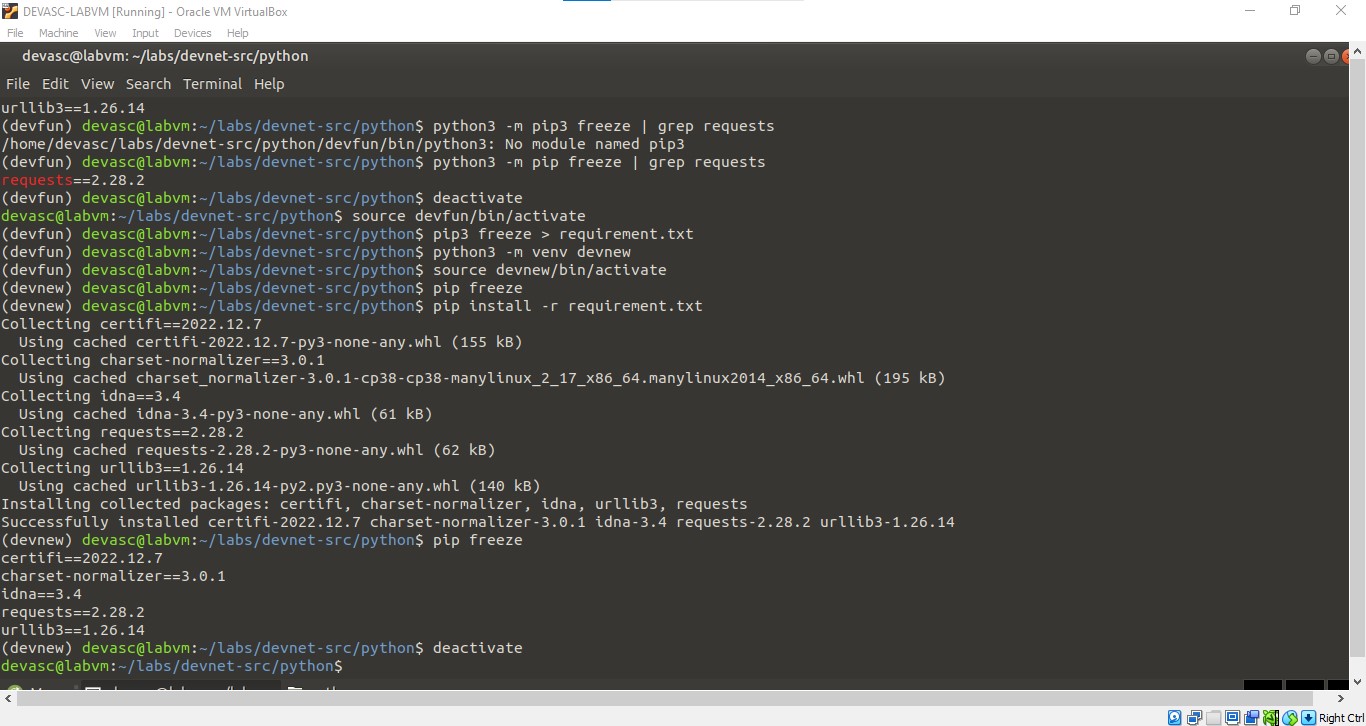 DEVASC-LABVM [Running] - Oracle VM VirtualBox
File Machine View Input Devices Help
devasc@labvm: ~/labs/devnet-src/python
File Edit View Search Terminal Help
urllib3==1.26.14
(devfun) devasc@labvm:~/labs/devnet-src/python$ python3 -m pip3 freeze | grep requests
/home/devasc/labs/devnet-src/python/devfun/bin/python3: No module named pip3
(devfun) devasc@labvm:~/labs/devnet-src/python$ python3 -m pip freeze | grep requests
requests==2.28.2
(devfun) devasc@labvm:~/labs/devnet-src/python$ deactivate
devasc@labvm:~/labs/devnet-src/python$ source devfun/bin/activate
(devfun) devasc@labvm:~/labs/devnet-src/python$ pip3 freeze > requirement.txt
(devfun) devasc@labvm:~/labs/devnet-src/python$ python3 -m venv devnew
(devfun) devasc@labvm:~/labs/devnet-src/python$ source devnew/bin/activate
(devnew) devasc@labvm:~/labs/devnet-src/python$ pip freeze
(devnew) devasc@labvm:~/labs/devnet-src/python$ pip install -r requirement.txt
Collecting certifi==2022.12.7
  Using cached certifi-2022.12.7-py3-none-any.whl (155 kB)
Collecting charset-normalizer==3.0.1
  Using cached charset_normalizer-3.0.1-cp38-cp38-manylinux_2_17_x86_64.manylinux2014_x86_64.whl (195 kB)
Collecting idna==3.4
  Using cached idna-3.4-py3-none-any.whl (61 kB)
Collecting requests==2.28.2
  Using cached requests-2.28.2-py3-none-any.whl (62 kB)
Collecting urllib3==1.26.14
  Using cached urllib3-1.26.14-py2.py3-none-any.whl (140 kB)
Installing collected packages: certifi, charset-normalizer, idna, urllib3, requests
Successfully installed certifi-2022.12.7 charset-normalizer-3.0.1 idna-3.4 requests-2.28.2 urllib3-1.26.14
(devnew) devasc@labvm:~/labs/devnet-src/python$ pip freeze
certifi==2022.12.7
charset-normalizer==3.0.1
idna==3.4
requests==2.28.2
urllib3==1.26.14
(devnew) devasc@labvm:~/labs/devnet-src/python$ deactivate
devasc@labvm:~/labs/devnet-src/python$
Right Ctrl